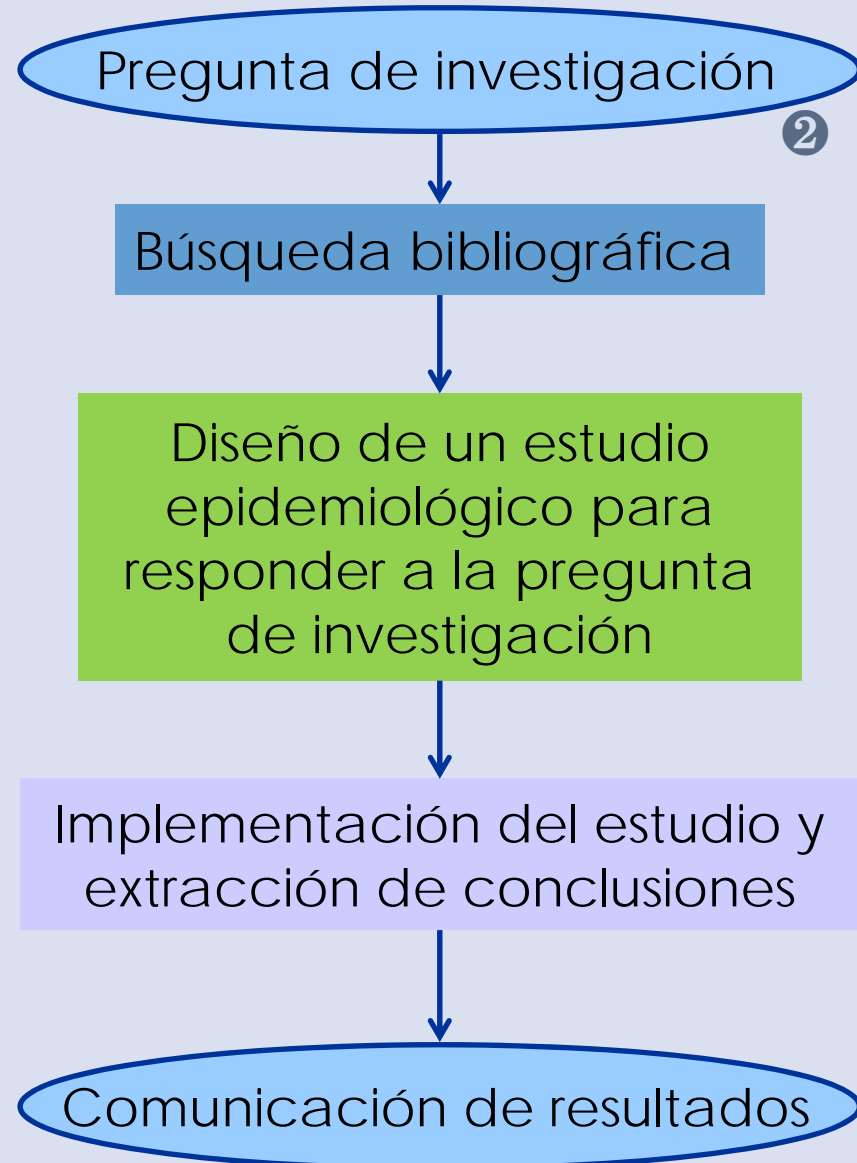 Pregunta de investigación
❷
Búsqueda bibliográfica
Diseño de un estudio
epidemiológico para
responder a la pregunta
de investigación
Implementación del estudio y
extracción de conclusiones
Comunicación de resultados